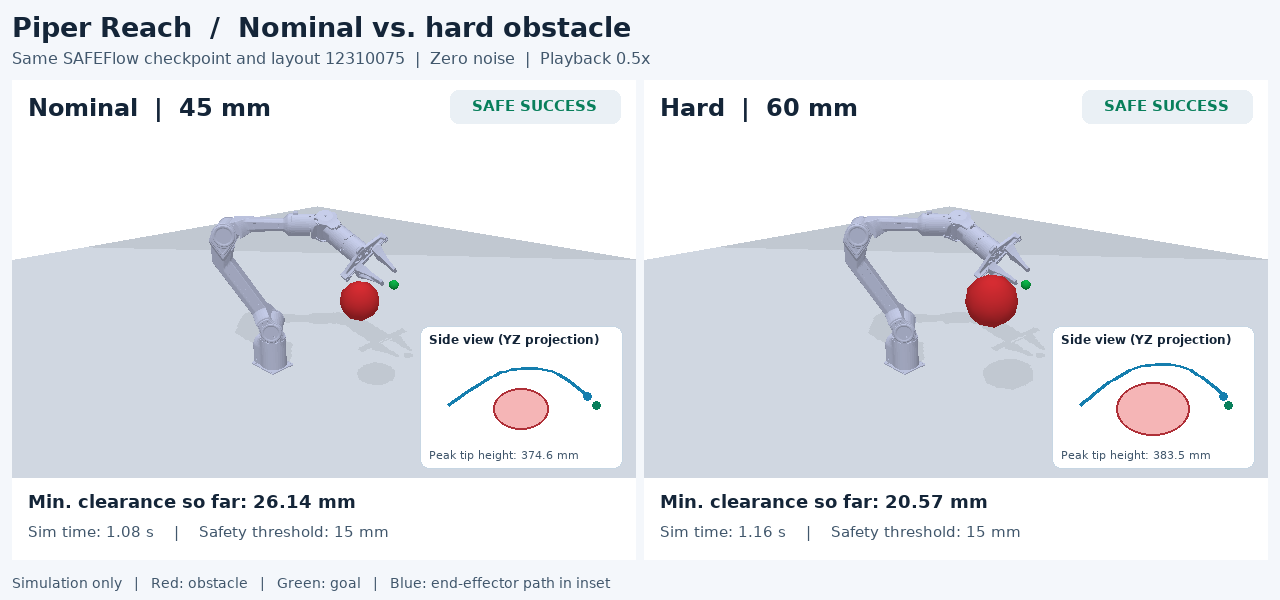 Piper Reach / Nominal vs. hard obstacle
Same SAFEFlow checkpoint and layout 12310075 | Zero noise | Playback 0.5x
Nominal | 45 mm
SAFE SUCCESS
Side view (YZ projection)
Peak tip height: 374.6 mm
Min. clearance so far: 26.14 mm
Sim time: 1.08 s | Safety threshold: 15 mm
Hard | 60 mm
SAFE SUCCESS
Side view (YZ projection)
Peak tip height: 383.5 mm
Min. clearance so far: 20.57 mm
Sim time: 1.16 s | Safety threshold: 15 mm
Simulation only | Red: obstacle | Green: goal | Blue: end-effector path in inset